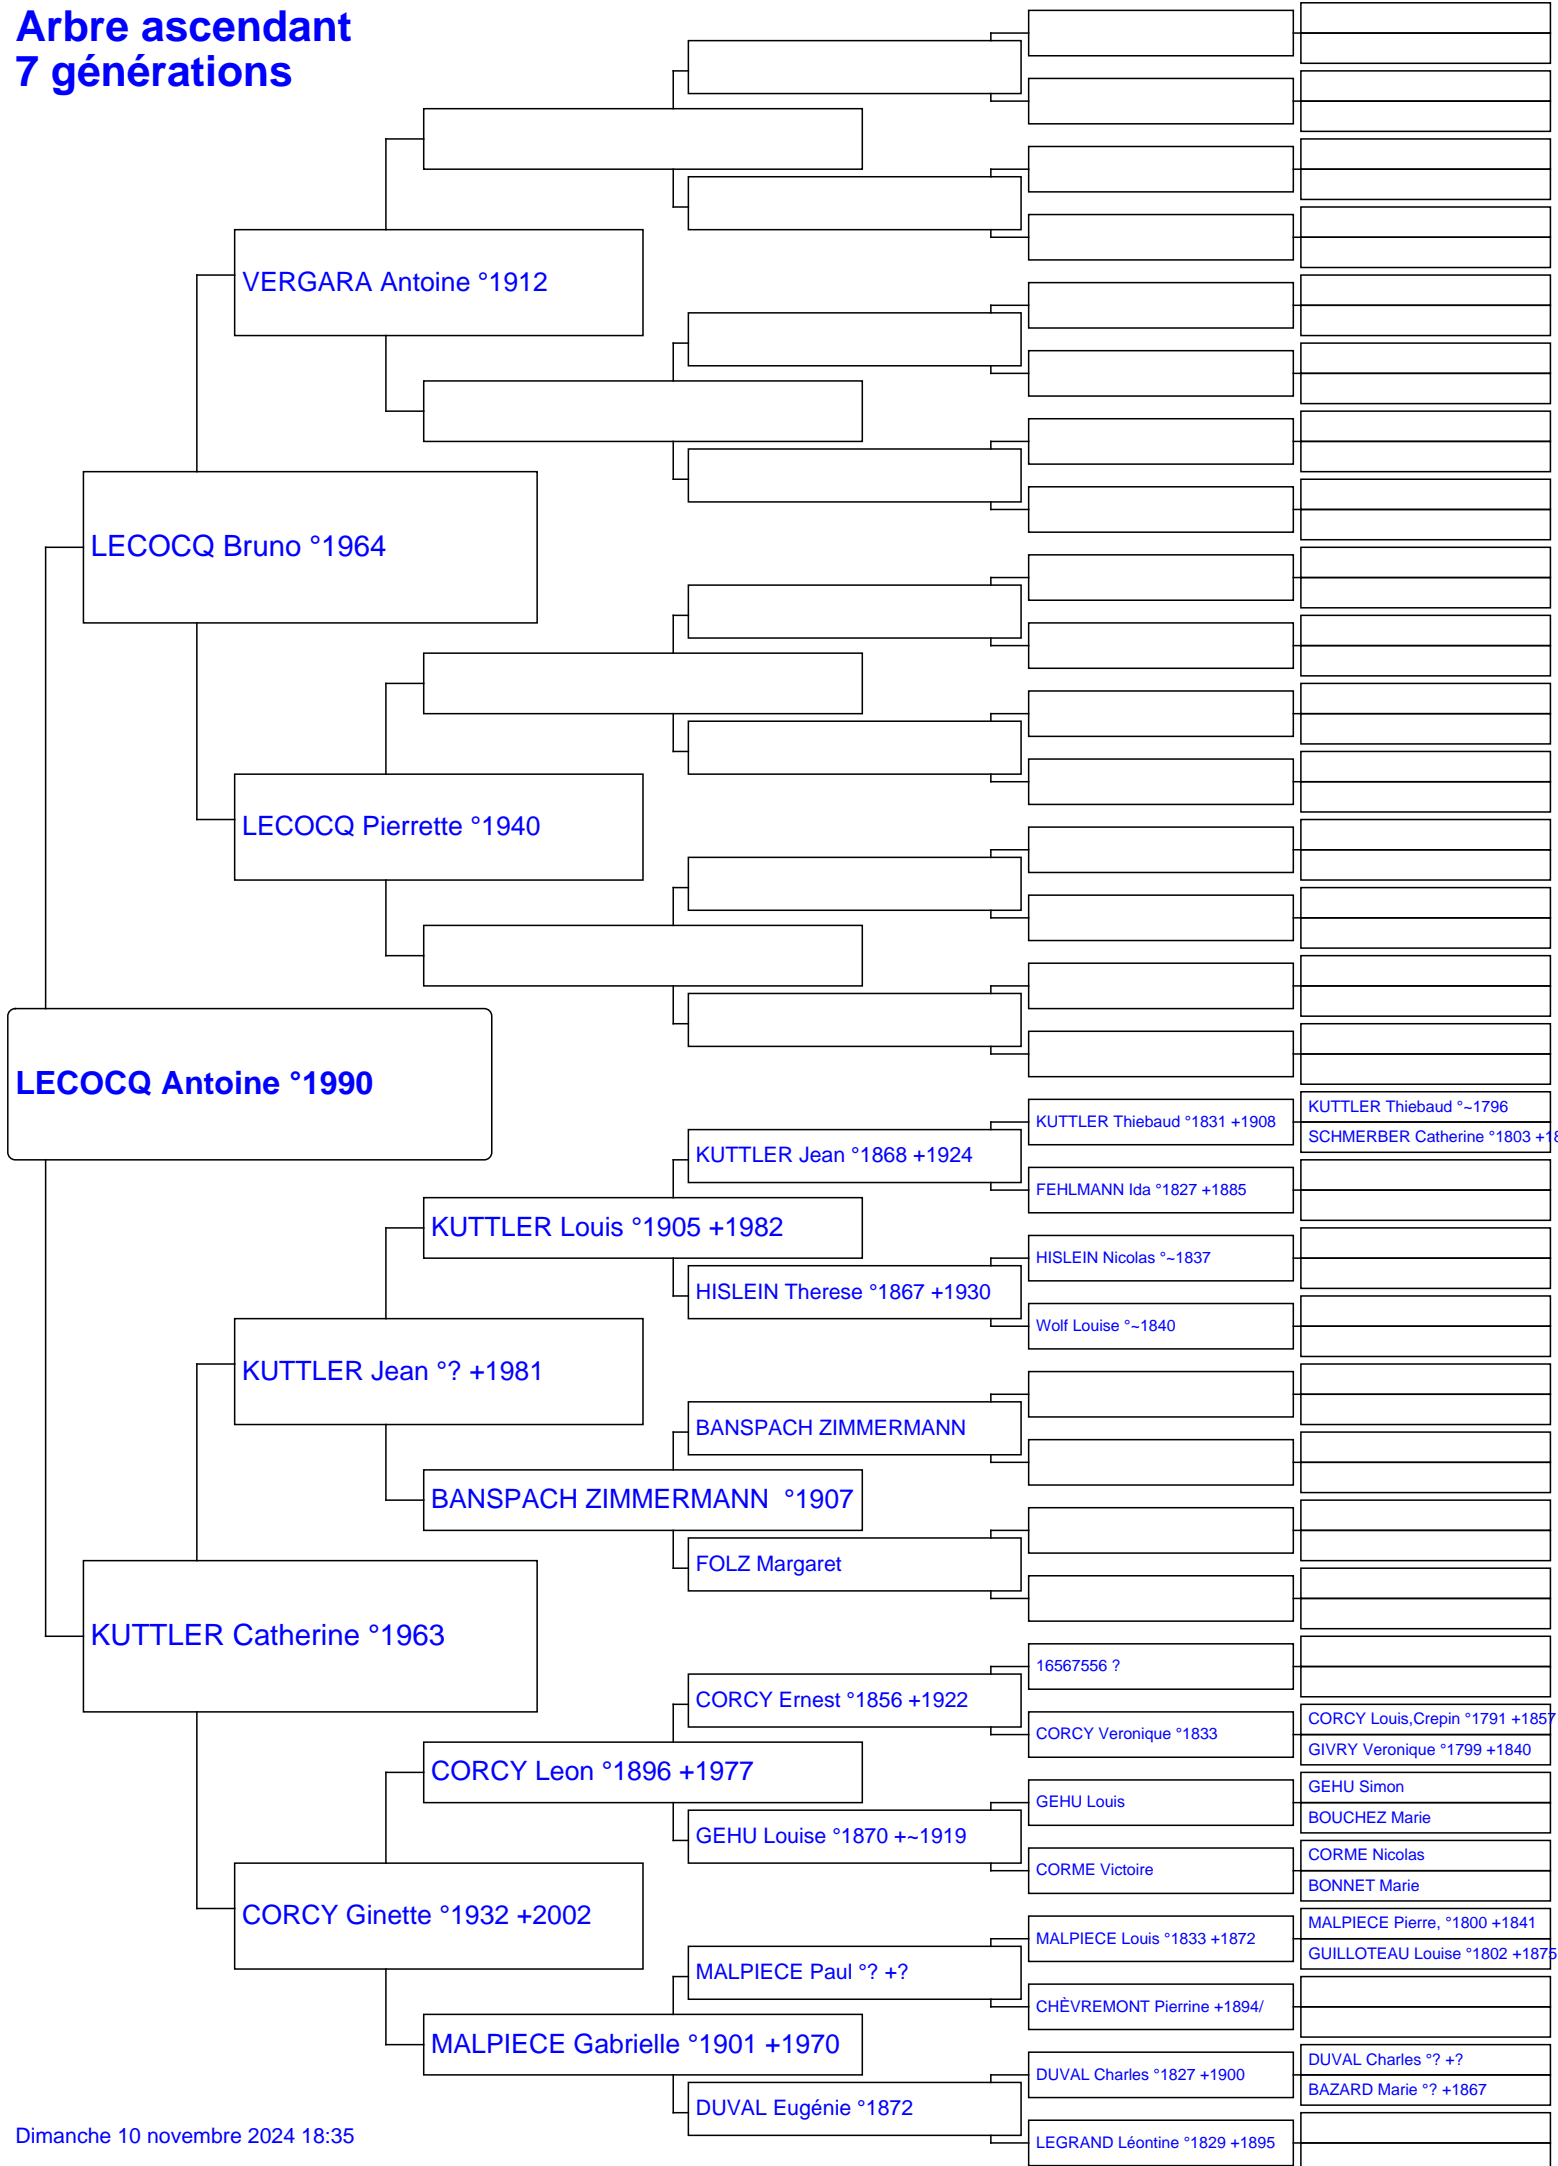 Arbre ascendant
7 générations
VERGARA Antoine °1912
LECOCQ Bruno °1964
LECOCQ Pierrette °1940
LECOCQ Antoine °1990
KUTTLER Thiebaud °~1796
KUTTLER Thiebaud °1831 +1908
SCHMERBER Catherine °1803 +18
KUTTLER Jean °1868 +1924
FEHLMANN Ida °1827 +1885
KUTTLER Louis °1905 +1982
HISLEIN Nicolas °~1837
HISLEIN Therese °1867 +1930
Wolf Louise °~1840
KUTTLER Jean °? +1981
BANSPACH ZIMMERMANN
BANSPACH ZIMMERMANN °1907
FOLZ Margaret
KUTTLER Catherine °1963
16567556 ?
CORCY Ernest °1856 +1922
CORCY Louis,Crepin °1791 +1857
CORCY Veronique °1833
GIVRY Veronique °1799 +1840
CORCY Leon °1896 +1977
GEHU Simon
GEHU Louis
BOUCHEZ Marie
GEHU Louise °1870 +~1919
CORME Nicolas
CORME Victoire
BONNET Marie
CORCY Ginette °1932 +2002
MALPIECE Pierre, °1800 +1841
MALPIECE Louis °1833 +1872
GUILLOTEAU Louise °1802 +1875
MALPIECE Paul °? +?
CHÈVREMONT Pierrine +1894/
MALPIECE Gabrielle °1901 +1970
DUVAL Charles °? +?
DUVAL Charles °1827 +1900
BAZARD Marie °? +1867
DUVAL Eugénie °1872
LEGRAND Léontine °1829 +1895
Dimanche 10 novembre 2024 18:35